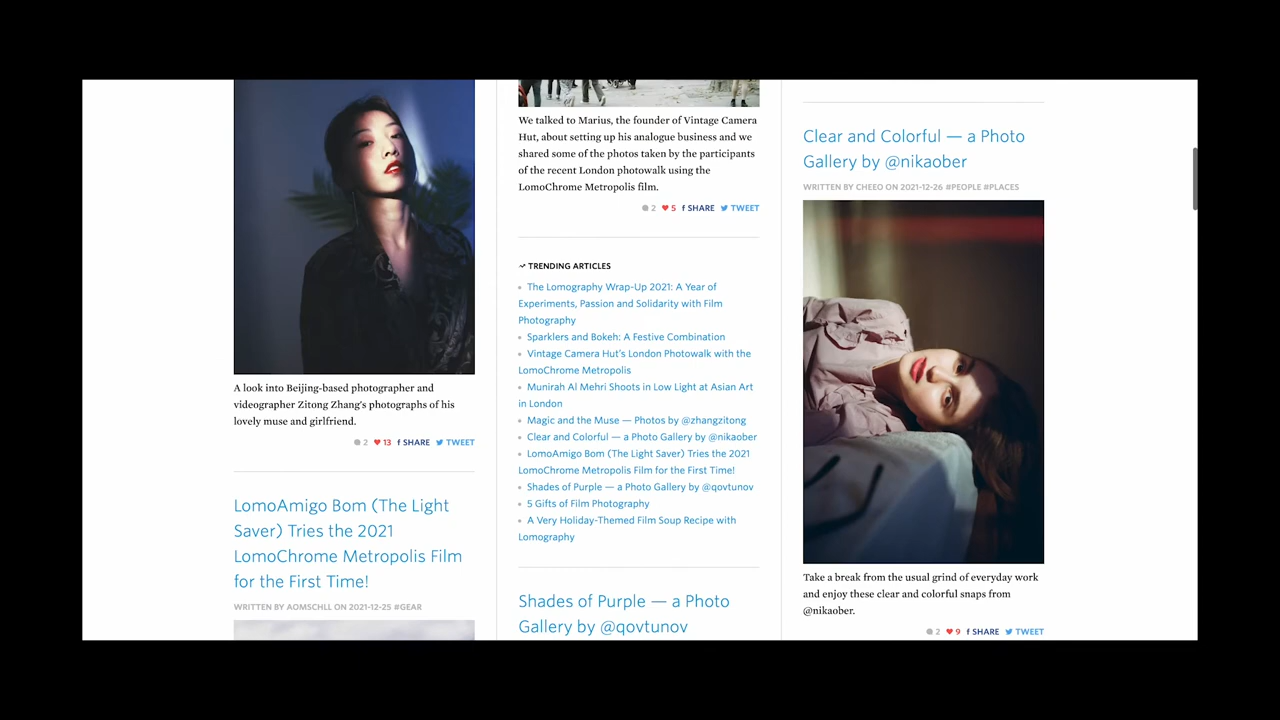 A look into Beijing-based photographer and
videographer Zitong Zhang's photographs of his
lovely muse and girlfriend.
2 13 f SHARE TWEET
LomoAmigo Bom (The Light
Saver) Tries the 2021
LomoChrome Metropolis Film
for the First Time!
WRITTEN BY AOMSCHLL ON 2021-12-25 #GEAR
We talked to Marius, the founder of Vintage Camera
Hut, about setting up his analogue business and we
shared some of the photos taken by the participants
of the recent London photowalk using the
LomoChrome Metropolis film.
2 5 f SHARE TWEET
TRENDING ARTICLES
The Lomography Wrap-Up 2021: A Year of
Experiments, Passion and Solidarity with Film
Photography
Sparklers and Bokeh: A Festive Combination
Vintage Camera Hut's London Photowalk with the
LomoChrome Metropolis
Munirah Al Mehri Shoots in Low Light at Asian Art
in London
Magic and the Muse — Photos by @zhangzitong
Clear and Colorful — a Photo Gallery by @nikaober
LomoAmigo Bom (The Light Saver) Tries the 2021
LomoChrome Metropolis Film for the First Time!
Shades of Purple — a Photo Gallery by @qovtunov
5 Gifts of Film Photography
A Very Holiday-Themed Film Soup Recipe with
Lomography
Shades of Purple — a Photo
Gallery by @qovtunov
Clear and Colorful — a Photo
Gallery by @nikaober
WRITTEN BY CHEEO ON 2021-12-26 #PEOPLE #PLACES
Take a break from the usual grind of everyday work
and enjoy these clear and colorful snaps from
@nikaober.
2 9 f SHARE TWEET